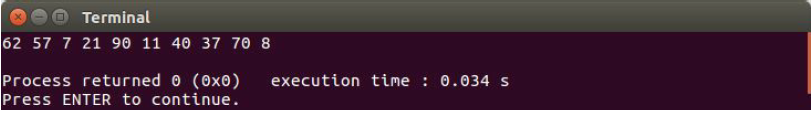 Terminal
62 57 7 21 90 11 40 37 70 8
Process returned 0 (0x0)   execution time : 0.034 s
Press ENTER to continue.